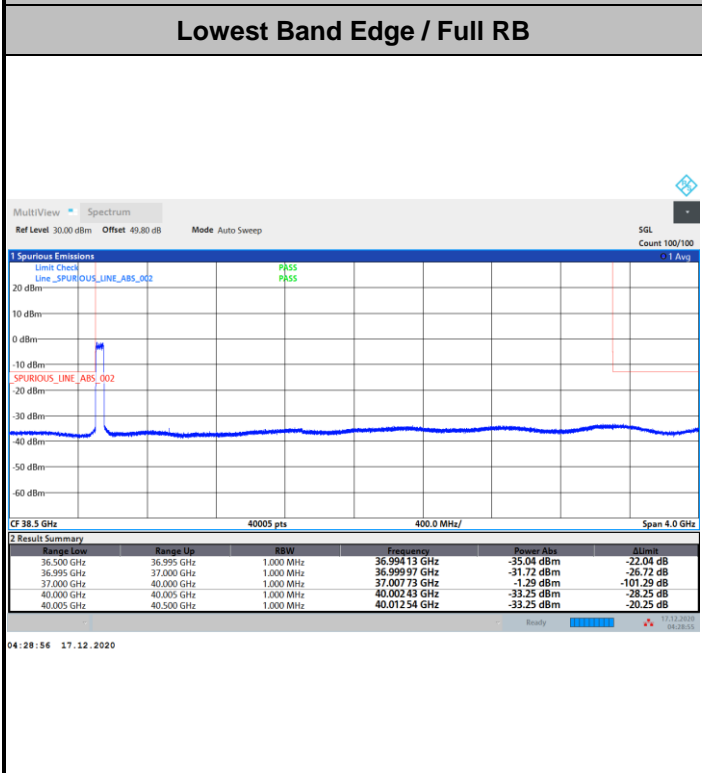 Lowest Band Edge / Full RB
MultiView Spectrum
Ref Level 30.00 dBm Offset 49.80 dB Mode Auto Sweep SGL
Count 100/100
1 Spurious Emissions 1 Avg
Limit Check PASS
Line _SPURIOUS_LINE_ABS_002 PASS
20 dBm
10 dBm
0 dBm
-10 dBm
_SPURIOUS_LINE_ABS_002
-20 dBm
-30 dBm
-40 dBm
-50 dBm
-60 dBm
CF 38.5 GHz 40005 pts 400.0 MHz/ Span 4.0 GHz
2 Result Summary
Range Low Range Up RBW Frequency Power Abs ΔLimit
36.500 GHz 36.995 GHz 1.000 MHz 36.994 13 GHz -35.04 dBm -22.04 dB
36.995 GHz 37.000 GHz 1.000 MHz 36.999 97 GHz -31.72 dBm -26.72 dB
37.000 GHz 40.000 GHz 1.000 MHz 37.007 73 GHz -1.29 dBm -101.29 dB
40.000 GHz 40.005 GHz 1.000 MHz 40.002 43 GHz -33.25 dBm -28.25 dB
40.005 GHz 40.500 GHz 1.000 MHz 40.012 54 GHz -33.25 dBm -20.25 dB
Ready 17.12.2020
04:28:55
04:28:56 17.12.2020